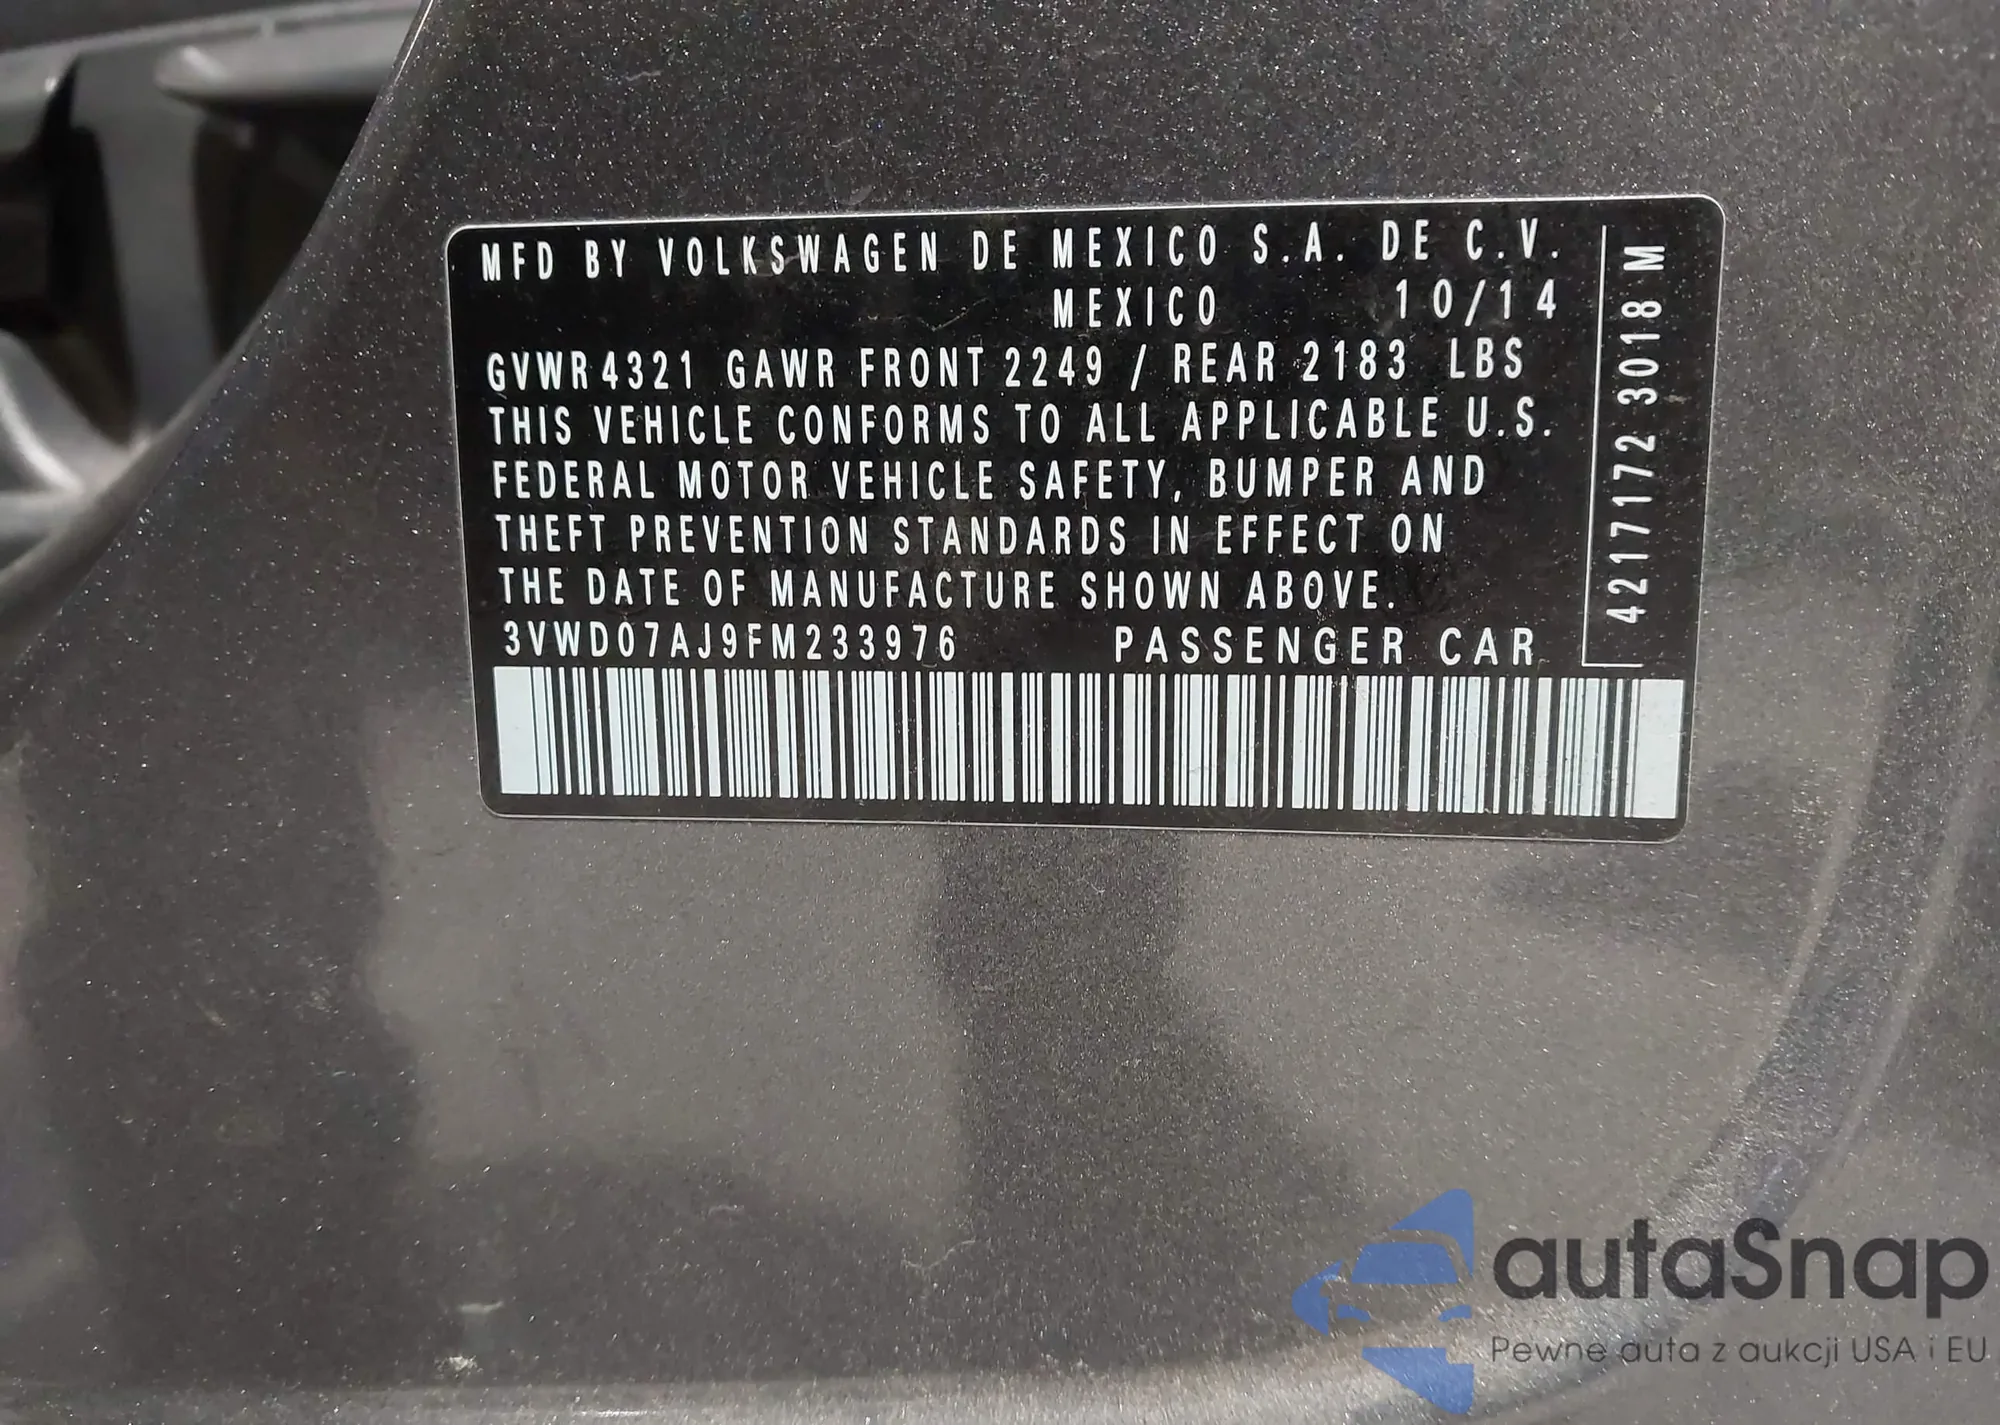 MFD BY VOLKSWAGEN DE MEXICO S.A. DE C.V.
MEXICO 10/14
GVWR 4321 GAWR FRONT 2249 / REAR 2183 LBS
THIS VEHICLE CONFORMS TO ALL APPLICABLE U.S.
FEDERAL MOTOR VEHICLE SAFETY, BUMPER AND
THEFT PREVENTION STANDARDS IN EFFECT ON
THE DATE OF MANUFACTURE SHOWN ABOVE.
3VWD07AJ9FM233976 PASSENGER CAR
4217172 3018 M
autaSnap
Pewne auta z aukcji USA i EU